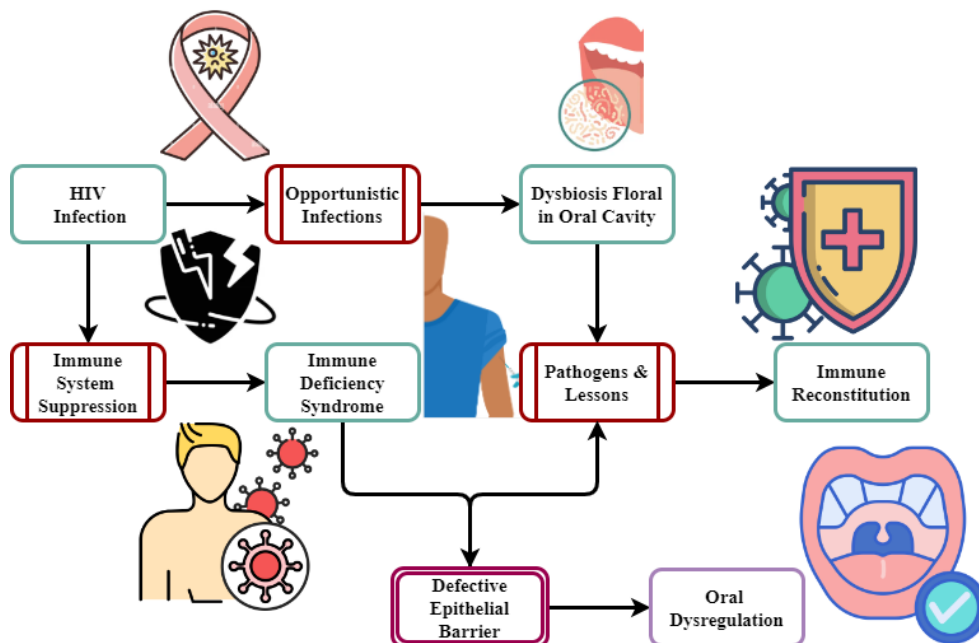 HIV
Infection
Opportunistic
Infections
Dysbiosis Floral
in Oral Cavity
Immune
System
Suppression
Immune
Deficiency
Syndrome
Pathogens &
Lessons
Immune
Reconstitution
Defective
Epithelial
Barrier
Oral
Dysregulation